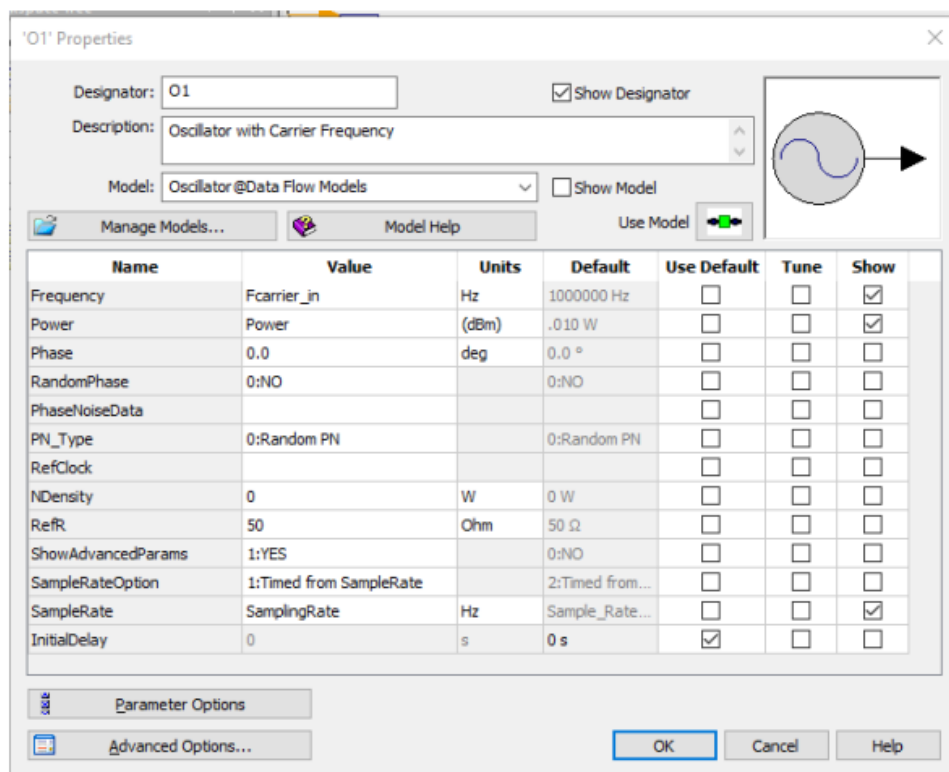 'O1' Properties
Designator: O1 Show Designator
Description: Oscillator with Carrier Frequency
Model: Oscillator@Data Flow Models Show Model
Manage Models... Model Help Use Model
Name Value Units Default Use Default Tune Show
Frequency Fcarrier_in Hz 1000000 Hz
Power Power (dBm) .010 W
Phase 0.0 deg 0.0 °
RandomPhase 0:NO 0:NO
PhaseNoiseData
PN_Type 0:Random PN 0:Random PN
RefClock
NDensity 0 W 0 W
RefR 50 Ohm 50 Ω
ShowAdvancedParams 1:YES 0:NO
SampleRateOption 1:Timed from SampleRate 2:Timed from...
SampleRate SamplingRate Hz Sample_Rate...
InitialDelay 0 s 0 s
Parameter Options
Advanced Options... OK Cancel Help